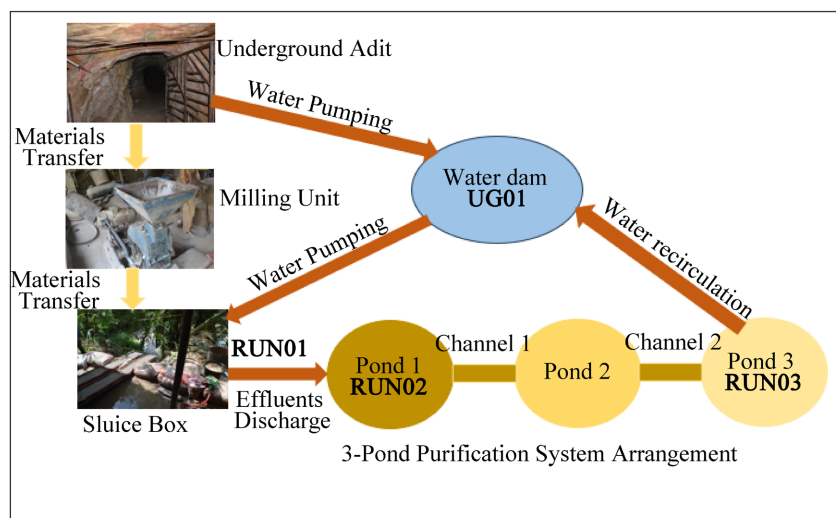 Underground Adit
Water Pumping
Materials
Transfer
Water dam
UG01
Milling Unit
Water Pumping
Water recirculation
Materials
Transfer
RUN01
Channel 1
Channel 2
Pond 1
RUN02
Pond 2
Pond 3
RUN03
Effluents
Discharge
Sluice Box
3-Pond Purification System Arrangement